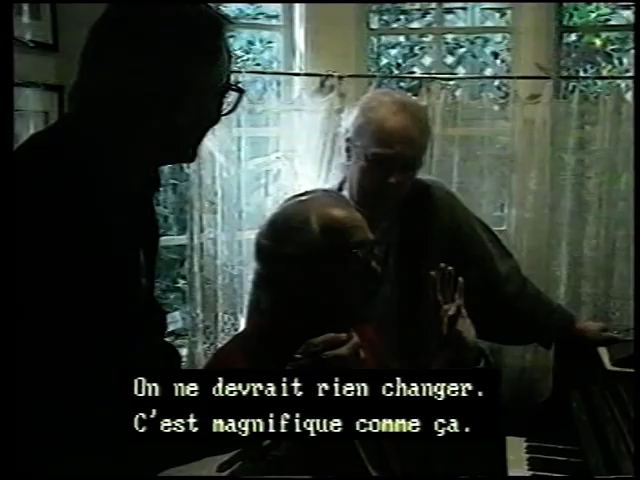 On ne devrait rien changer.
C'est magnifique comme ça.